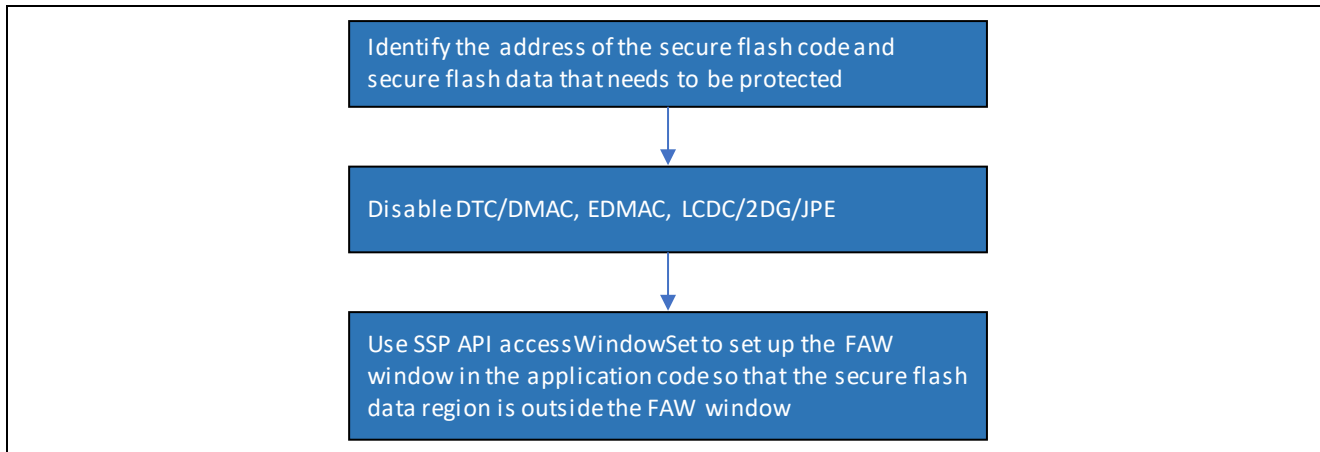 Identify the address of the secure flash code and
secure flash data that needs to be protected
Disable DTC/DMAC, EDMAC, LCDC/2DG/JPE
Use SSP API accessWindowSet to set up the FAW
window in the application code so that the secure flash
data region is outside the FAW window